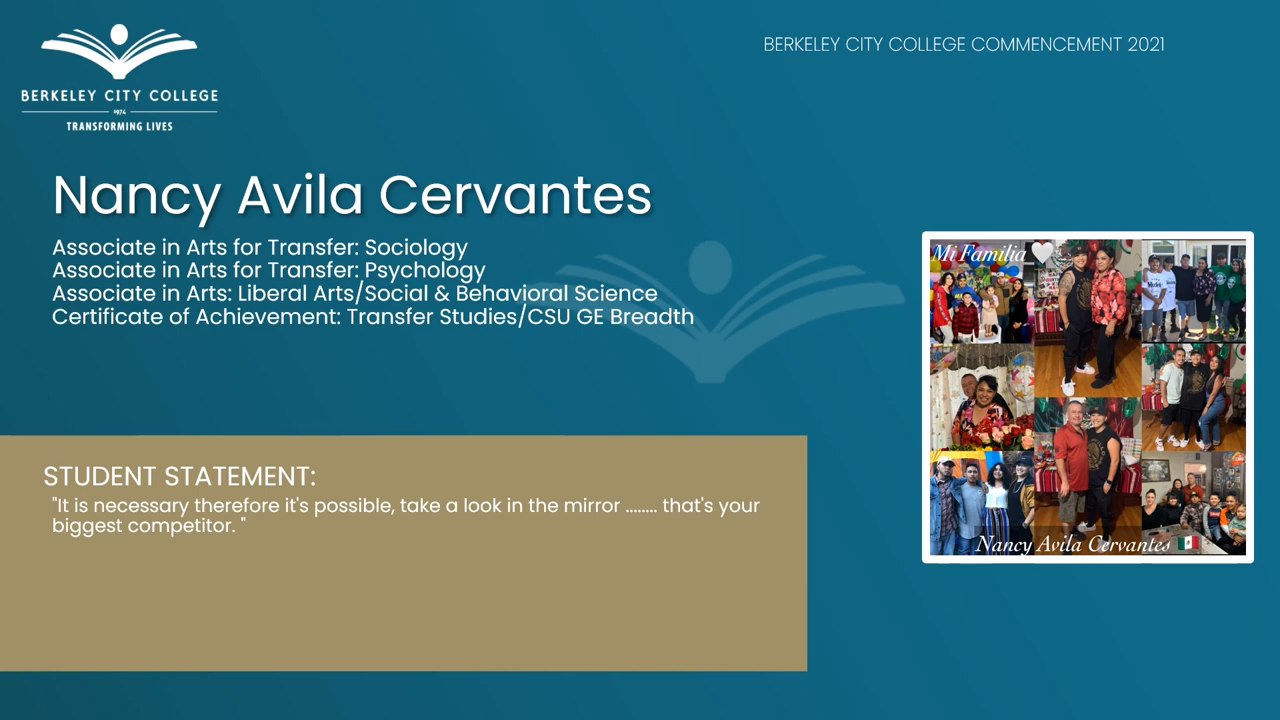 BERKELEY CITY COLLEGE COMMENCEMENT 2021
BERKELEY CITY COLLEGE
1974
TRANSFORMING LIVES
Nancy Avila Cervantes
Associate in Arts for Transfer: Sociology
Associate in Arts for Transfer: Psychology
Associate in Arts: Liberal Arts/Social & Behavioral Science
Certificate of Achievement: Transfer Studies/CSU GE Breadth
Mi Familia 🤍
Nancy Avila Cervantes 🇲🇽
STUDENT STATEMENT:
"It is necessary therefore it's possible, take a look in the mirror ........ that's your
biggest competitor. "